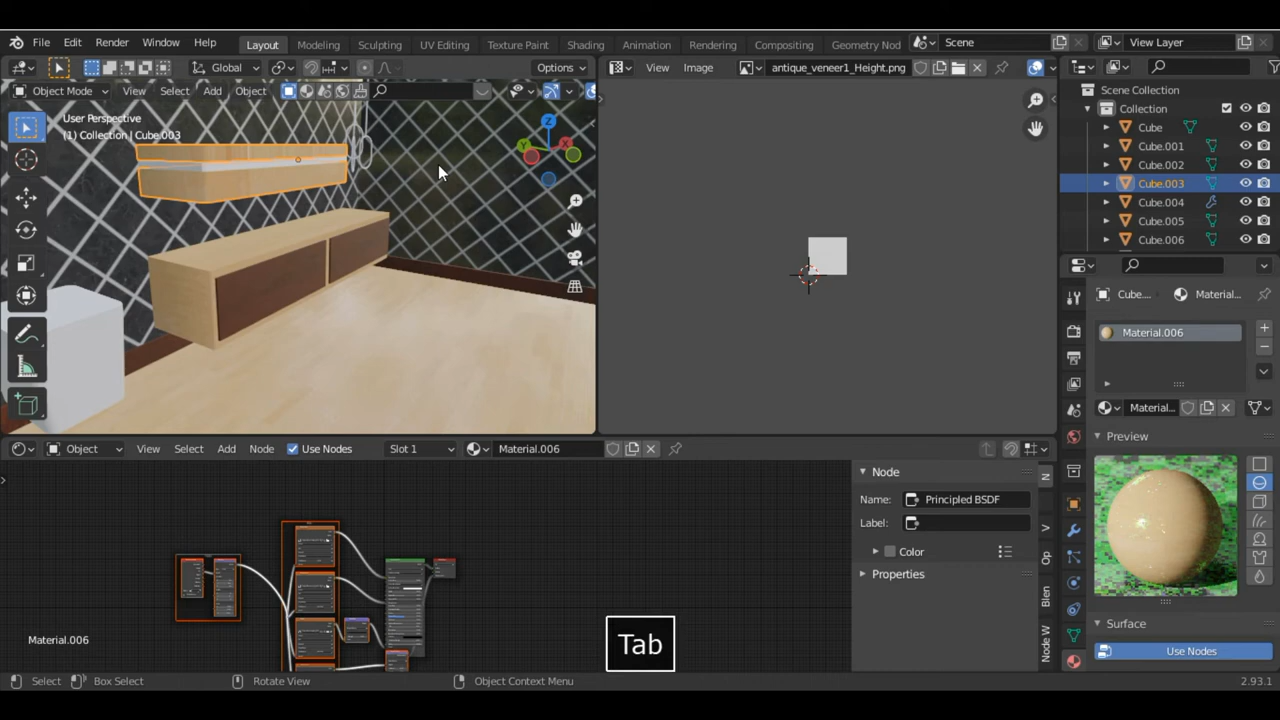 File Edit Render Window Help Layout Modeling Sculpting UV Editing Texture Paint Shading Animation Rendering Compositing Geometry Nod Scene View Layer
Global Options View Image antique_veneer1_Height.png
Object Mode View Select Add Object
Scene Collection
Collection
User Perspective
(1) Collection | Cube.003
Cube
Cube.001
Cube.002
Cube.003
Cube.004
Cube.005
Cube.006
Z
Y
X
Cube.... Material...
Material.006
Material...
Preview
Object View Select Add Node Use Nodes Slot 1 Material.006
Node
Name: Principled BSDF
Label:
Color
Properties
N
V
Op
Blen
Node W
Material.006
Tab
Surface
Use Nodes
Select Box Select Rotate View Object Context Menu 2.93.1